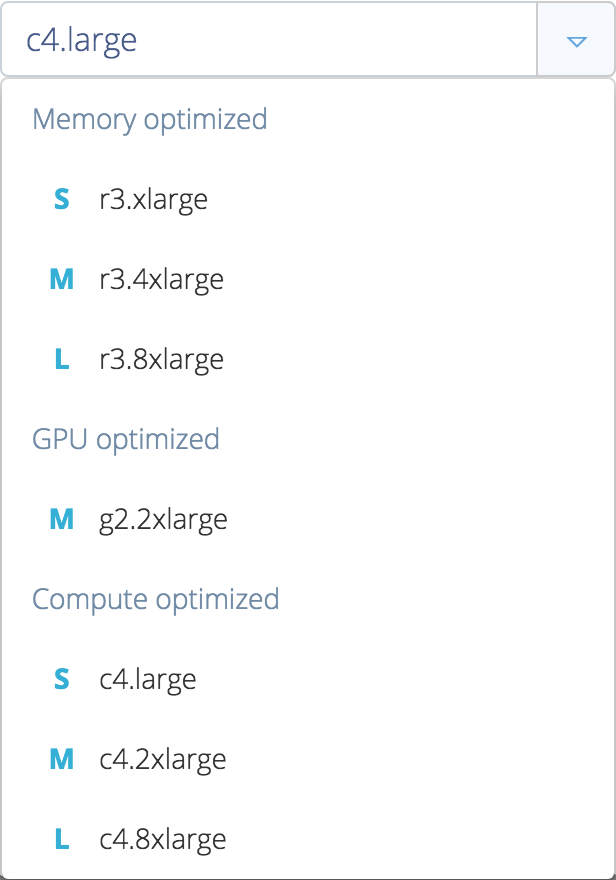 c4.large
Memory optimized
S r3.xlarge
M r3.4xlarge
L r3.8xlarge
GPU optimized
M g2.2xlarge
Compute optimized
S c4.large
M c4.2xlarge
L c4.8xlarge